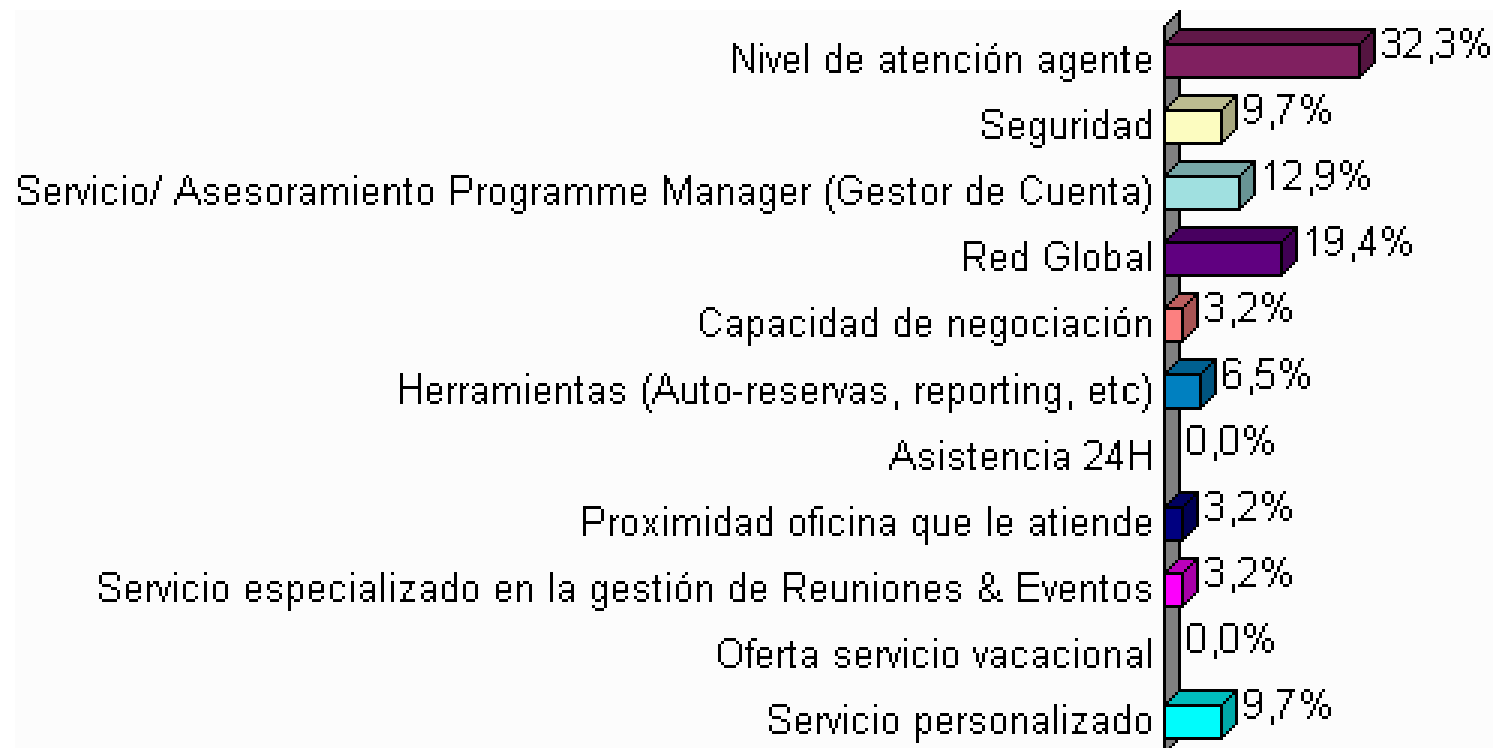 Nivel de atención agente 32,3%
Seguridad 9,7%
Servicio/ Asesoramiento Programme Manager (Gestor de Cuenta) 12,9%
Red Global 19,4%
Capacidad de negociación 3,2%
Herramientas (Auto-reservas, reporting, etc) 6,5%
Asistencia 24H 0,0%
Proximidad oficina que le atiende 3,2%
Servicio especializado en la gestión de Reuniones & Eventos 3,2%
Oferta servicio vacacional 0,0%
Servicio personalizado 9,7%